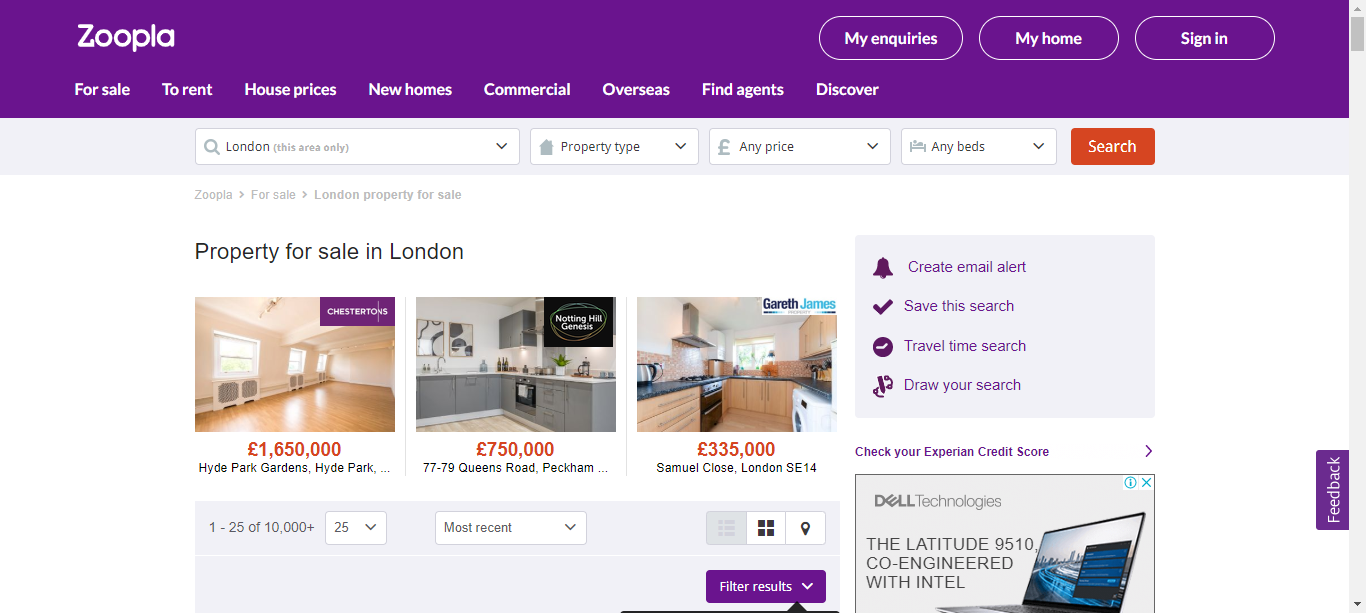 Zoopla
My enquiries
My home
Sign in
For sale
To rent
House prices
New homes
Commercial
Overseas
Find agents
Discover
London (this area only)
Property type
£ Any price
Any beds
Search
Zoopla > For sale > London property for sale
Property for sale in London
CHESTERTONS
£1,650,000
Hyde Park Gardens, Hyde Park, ...
Notting Hill
Genesis
£750,000
77-79 Queens Road, Peckham ...
Gareth James
PROPERTY
£335,000
Samuel Close, London SE14
Create email alert
Save this search
Travel time search
Draw your search
Check your Experian Credit Score
DELL Technologies
THE LATITUDE 9510,
CO-ENGINEERED
WITH INTEL
1 - 25 of 10,000+
25
Most recent
Filter results
Feedback